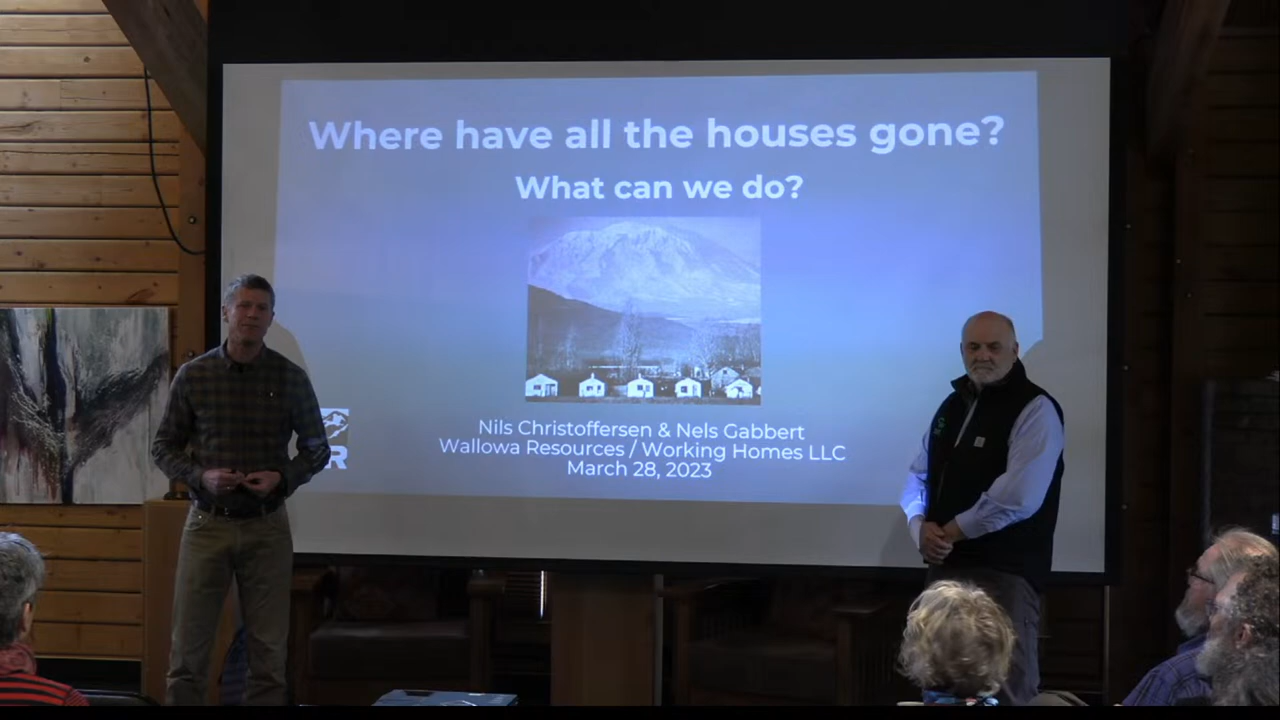 Where have all the houses gone?
What can we do?
Nils Christoffersen & Nels Gabbert
Wallowa Resources / Working Homes LLC
March 28, 2023